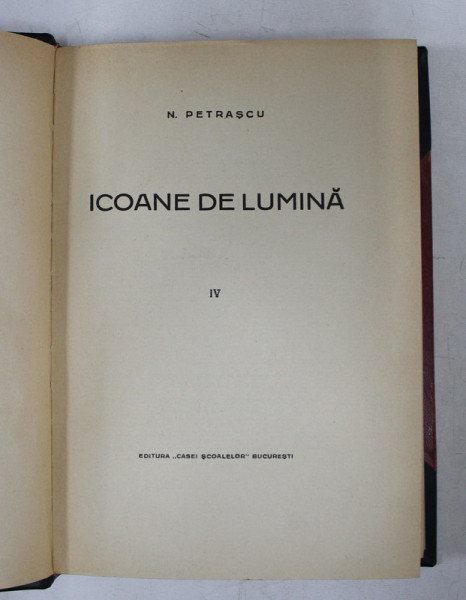 N. PETRAȘCU
ICOANE DE LUMINĂ
IV
EDITURA „CASEI ȘCOALELOR" BUCUREȘTI